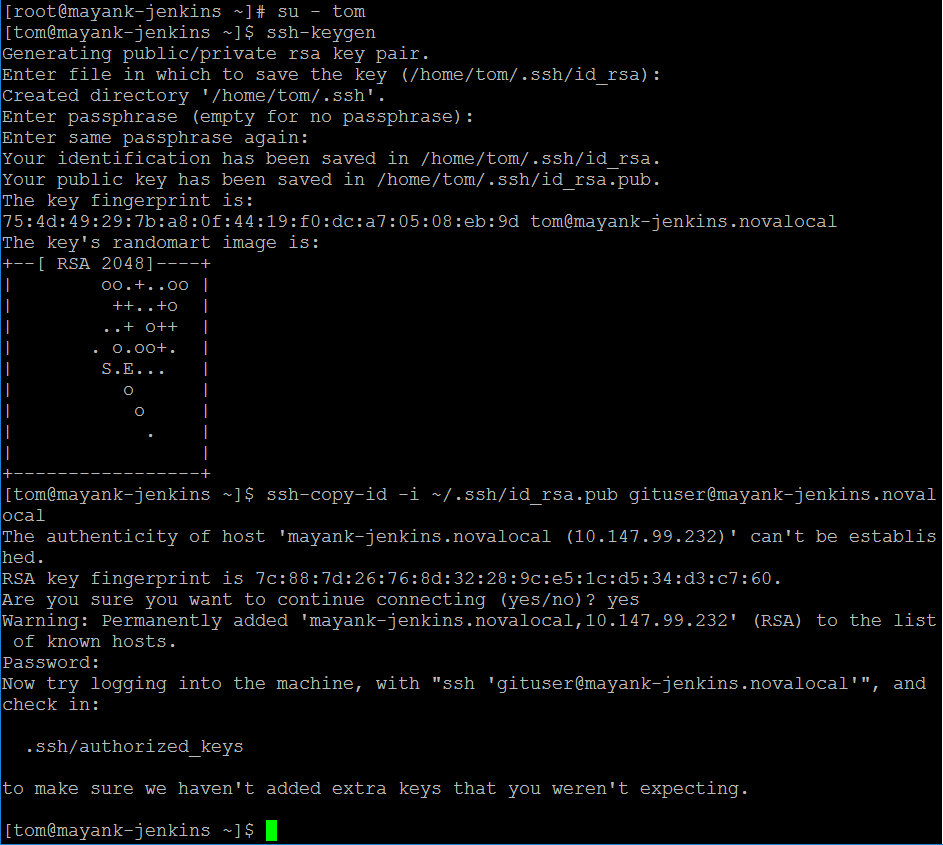 [root@mayank-jenkins ~]# su - tom
[tom@mayank-jenkins ~]$ ssh-keygen
Generating public/private rsa key pair.
Enter file in which to save the key (/home/tom/.ssh/id_rsa):
Created directory '/home/tom/.ssh'.
Enter passphrase (empty for no passphrase):
Enter same passphrase again:
Your identification has been saved in /home/tom/.ssh/id_rsa.
Your public key has been saved in /home/tom/.ssh/id_rsa.pub.
The key fingerprint is:
75:4d:49:29:7b:a8:0f:44:19:f0:dc:a7:05:08:eb:9d tom@mayank-jenkins.novalocal
The key's randomart image is:
+--[ RSA 2048]----+
|        oo.+..oo |
|         ++..+o  |
|        ..+ o++  |
|       . o.oo+.  |
|        S.E...   |
|          o      |
|           o     |
|            .    |
|                 |
+-----------------+
[tom@mayank-jenkins ~]$ ssh-copy-id -i ~/.ssh/id_rsa.pub gituser@mayank-jenkins.noval
ocal
The authenticity of host 'mayank-jenkins.novalocal (10.147.99.232)' can't be establis
hed.
RSA key fingerprint is 7c:88:7d:26:76:8d:32:28:9c:e5:1c:d5:34:d3:c7:60.
Are you sure you want to continue connecting (yes/no)? yes
Warning: Permanently added 'mayank-jenkins.novalocal,10.147.99.232' (RSA) to the list
 of known hosts.
Password:
Now try logging into the machine, with "ssh 'gituser@mayank-jenkins.novalocal'", and
check in:

  .ssh/authorized_keys

to make sure we haven't added extra keys that you weren't expecting.

[tom@mayank-jenkins ~]$